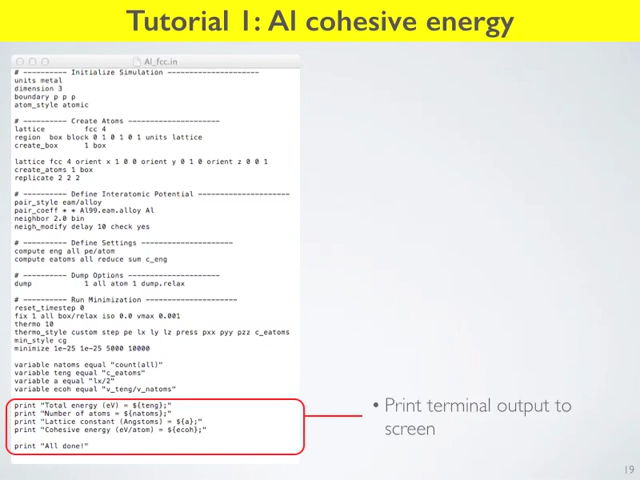 Tutorial 1: Al cohesive energy
Al_fcc.in
# ---------- Initialize Simulation ---------------------
units metal
dimension 3
boundary p p p
atom_style atomic
# ---------- Create Atoms ---------------------
lattice fcc 4
region box block 0 1 0 1 0 1 units lattice
create_box 1 box
lattice fcc 4 orient x 1 0 0 orient y 0 1 0 orient z 0 0 1
create_atoms 1 box
replicate 2 2 2
# ---------- Define Interatomic Potential ---------------------
pair_style eam/alloy
pair_coeff * * Al99.eam.alloy Al
neighbor 2.0 bin
neigh_modify delay 10 check yes
# ---------- Define Settings ---------------------
compute eng all pe/atom
compute eatoms all reduce sum c_eng
# ---------- Dump Options ---------------------
dump 1 all atom 1 dump.relax
# ---------- Run Minimization ---------------------
reset_timestep 0
fix 1 all box/relax iso 0.0 vmax 0.001
thermo 10
thermo_style custom step pe lx ly lz press pxx pyy pzz c_eatoms
min_style cg
minimize 1e-25 1e-25 5000 10000
variable natoms equal "count(all)"
variable teng equal "c_eatoms"
variable a equal "lx/2"
variable ecoh equal "v_teng/v_natoms"
print "Total energy (eV) = ${teng};"
print "Number of atoms = ${natoms};"
print "Lattice constant (Angstoms) = ${a};"
print "Cohesive energy (eV/atom) = ${ecoh};"
print "All done!"
• Print terminal output to
screen
19